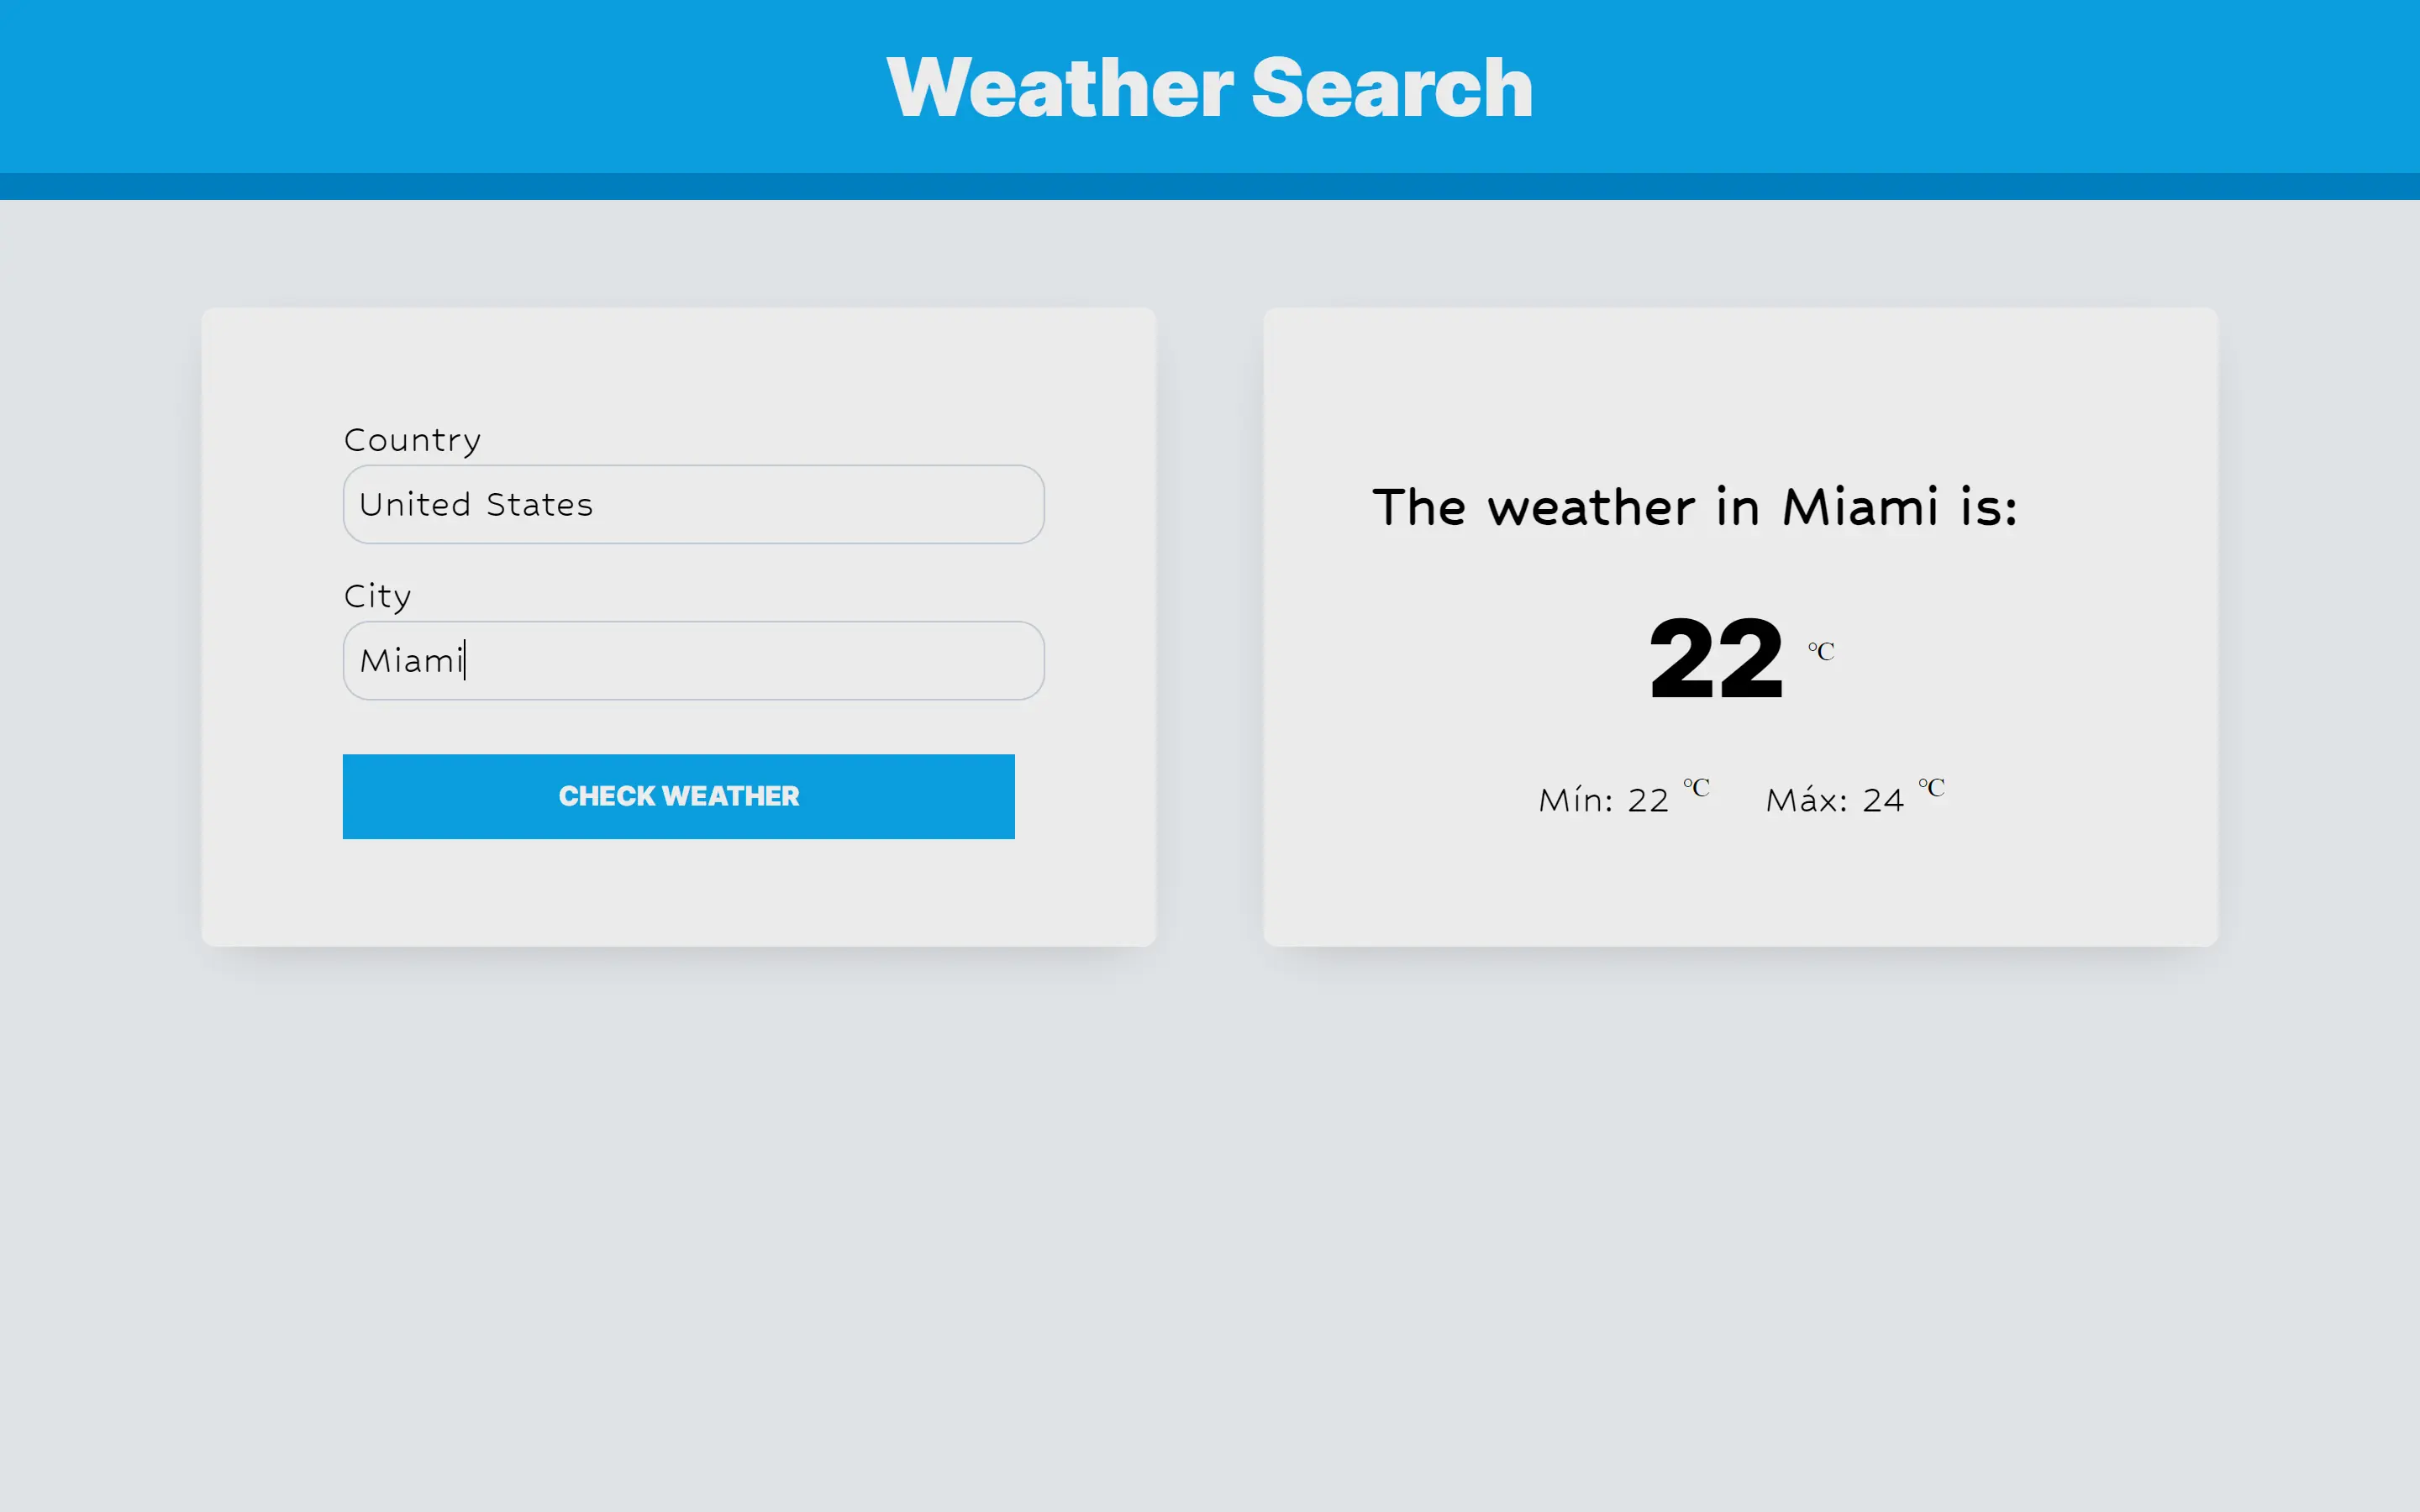 Weather Search
Country
United States
City
Miami
CHECK WEATHER
The weather in Miami is:
22 °C
Mín: 22 °C Máx: 24 °C